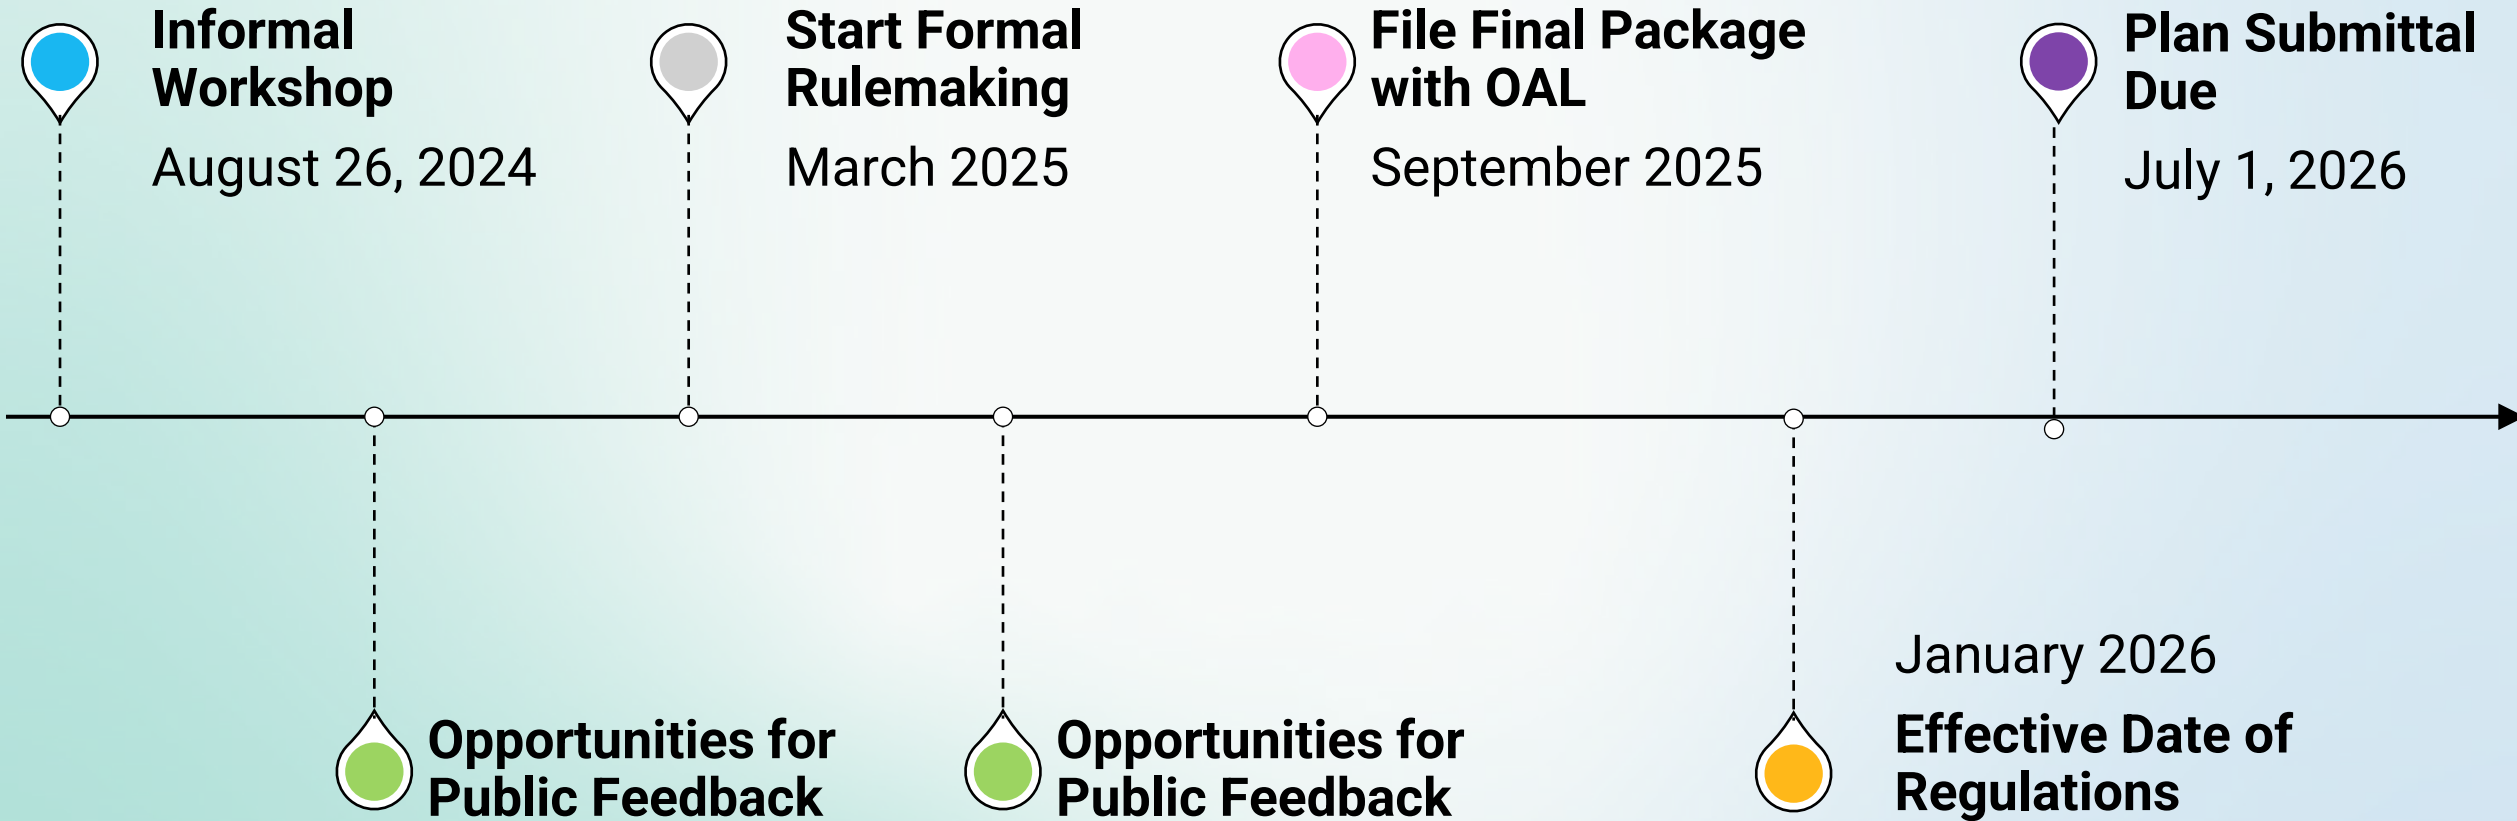 Informal
Workshop
August 26, 2024
Start Formal
Rulemaking
March 2025
File Final Package
with OAL
September 2025
Plan Submittal
Due
July 1, 2026
Opportunities for
Public Feedback
Opportunities for
Public Feedback
January 2026
Effective Date of
Regulations